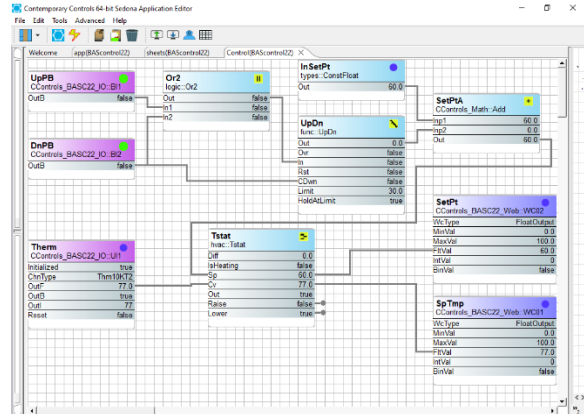 Contemporary Controls 64-bit Sedona Application Editor
File Edit Tools Advanced Help
Welcome app(BAScontrol22) sheets(BAScontrol22) Control(BAScontrol22)
UpPB
CControls_BASC22_IO::BI1
OutB false
Or2
logic::Or2
Out false
In1 false
In2 false
InSetPt
types::ConstFloat
Out 60.0
SetPtA
CControls_Math::Add
Inp1 60.0
Inp2 0.0
Out 60.0
DnPB
CControls_BASC22_IO::BI2
OutB false
UpDn
func::UpDn
Out 0.0
Ovr false
In false
Rst false
CDwn false
Limit 30.0
HoldAtLimit true
SetPt
CControls_BASC22_Web::WC02
WcType FloatOutput
MinVal 0.0
MaxVal 100.0
FltVal 60.0
IntVal 0
BinVal false
Therm
CControls_BASC22_IO::UI1
Initialized true
ChnType Thm10KT2
OutF 77.0
OutB true
OutI 77
Reset false
Tstat
hvac::Tstat
Diff 0.0
IsHeating false
Sp 60.0
Cv 77.0
Out true
Raise false
Lower true
SpTmp
CControls_BASC22_Web::WC01
WcType FloatOutput
MinVal 0.0
MaxVal 100.0
FltVal 77.0
IntVal 0
BinVal false